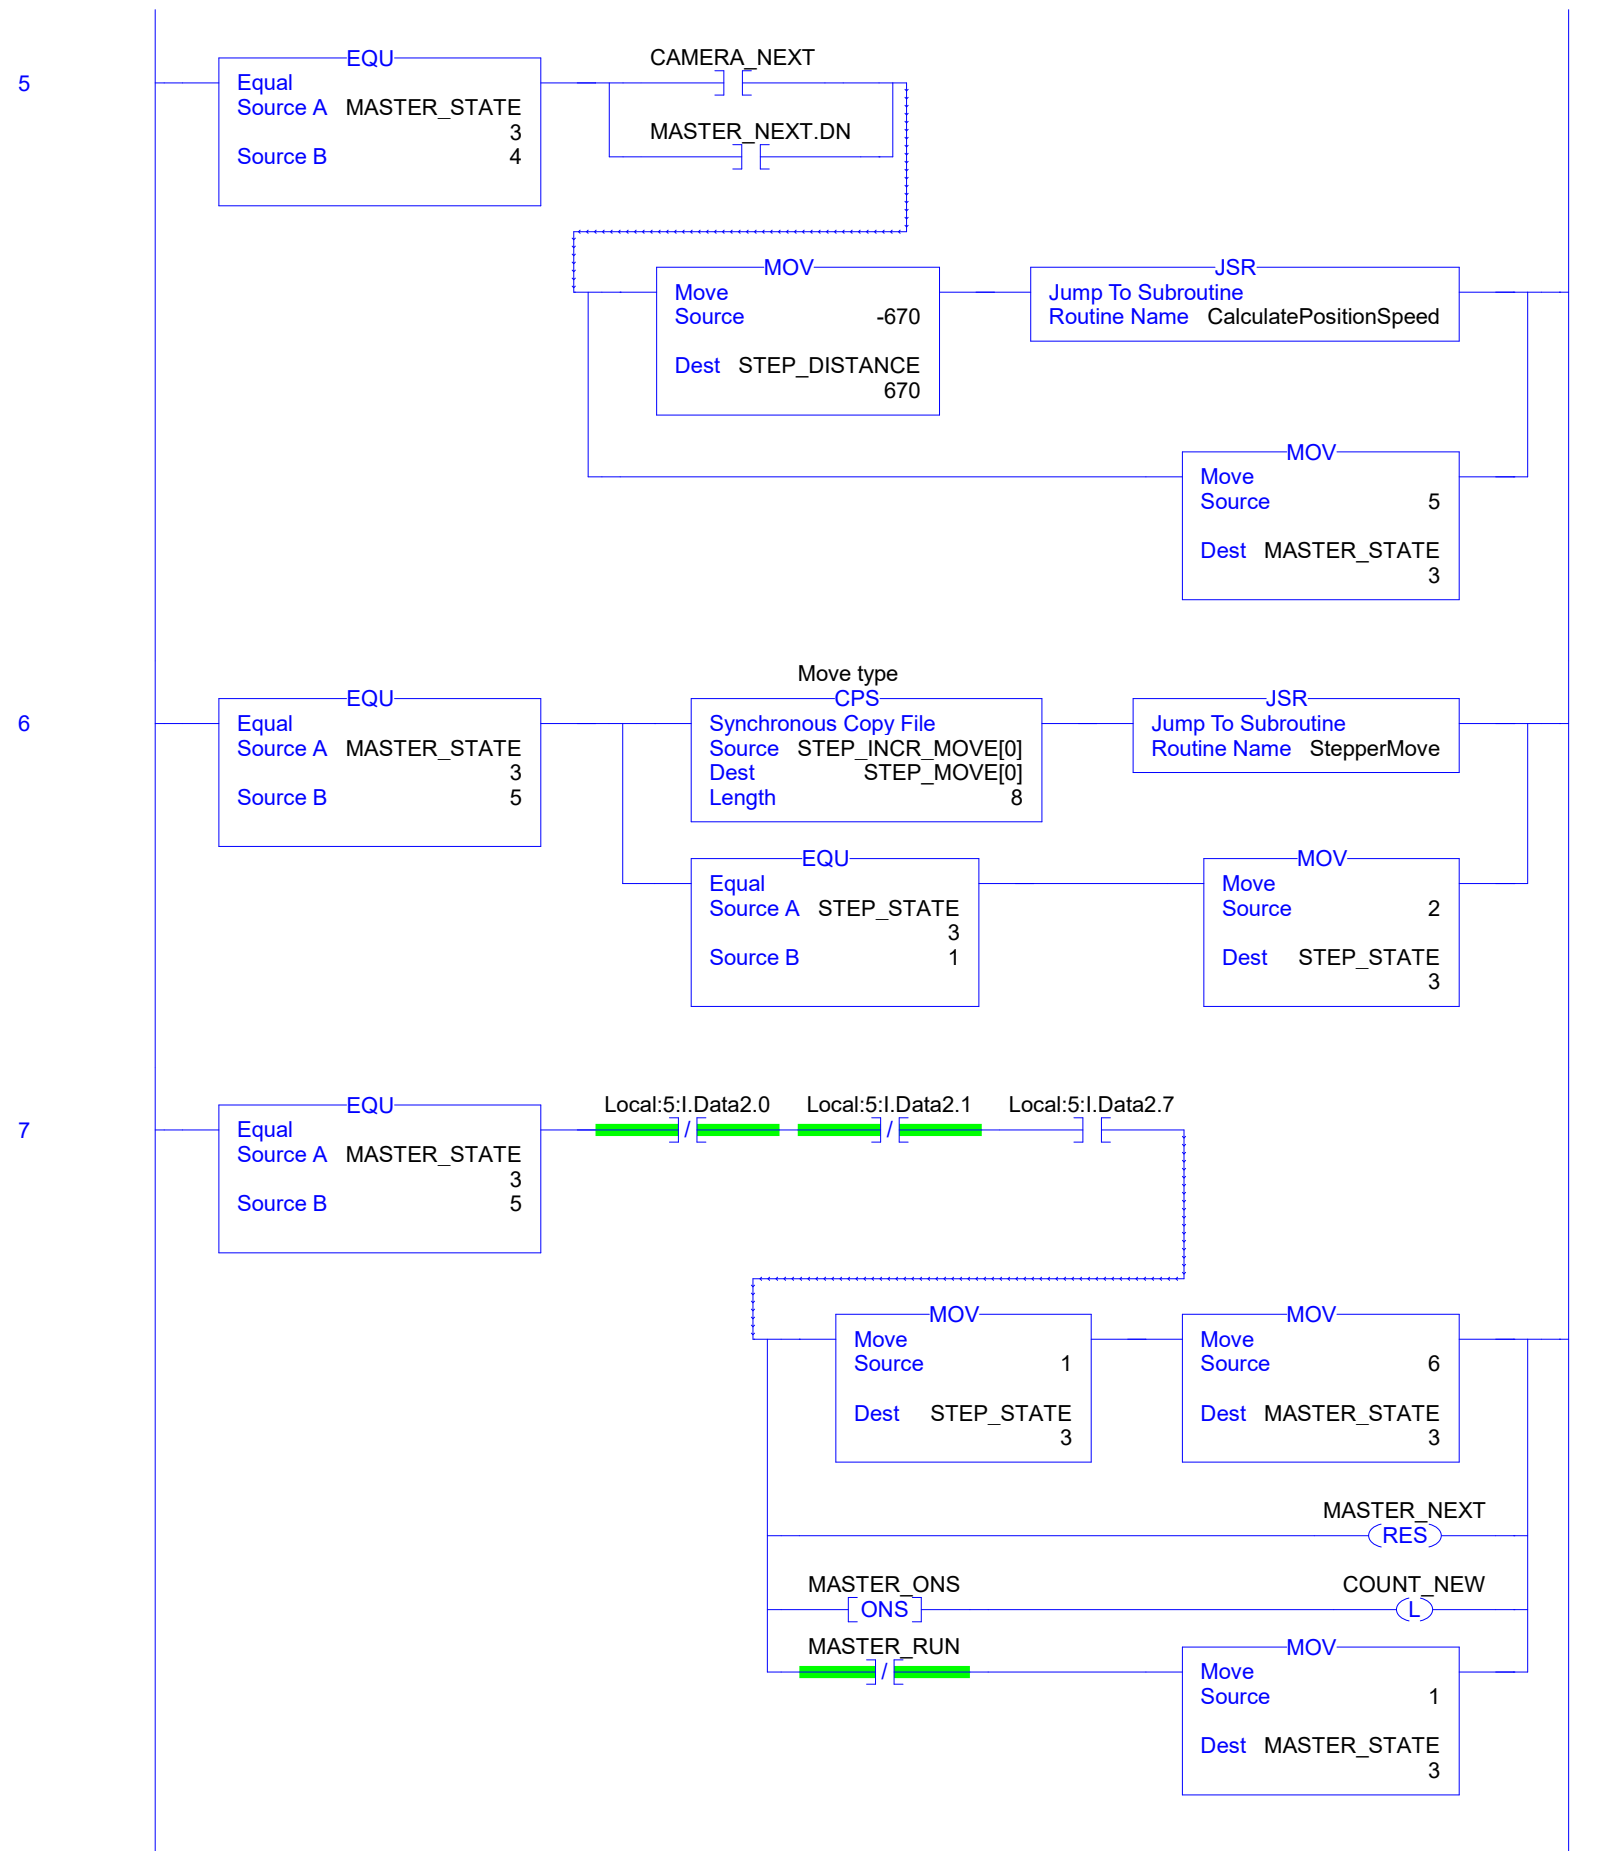 5
EQU
Equal
Source A MASTER_STATE
3
Source B 4
CAMERA_NEXT
MASTER_NEXT.DN
MOV
Move
Source -670
Dest STEP_DISTANCE
670
JSR
Jump To Subroutine
Routine Name CalculatePositionSpeed
MOV
Move
Source 5
Dest MASTER_STATE
3
6
EQU
Equal
Source A MASTER_STATE
3
Source B 5
Move type
CPS
Synchronous Copy File
Source STEP_INCR_MOVE[0]
Dest STEP_MOVE[0]
Length 8
JSR
Jump To Subroutine
Routine Name StepperMove
EQU
Equal
Source A STEP_STATE
3
Source B 1
MOV
Move
Source 2
Dest STEP_STATE
3
7
EQU
Equal
Source A MASTER_STATE
3
Source B 5
Local:5:I.Data2.0
Local:5:I.Data2.1
Local:5:I.Data2.7
MOV
Move
Source 1
Dest STEP_STATE
3
MOV
Move
Source 6
Dest MASTER_STATE
3
MASTER_NEXT
RES
MASTER_ONS
ONS
COUNT_NEW
L
MASTER_RUN
MOV
Move
Source 1
Dest MASTER_STATE
3